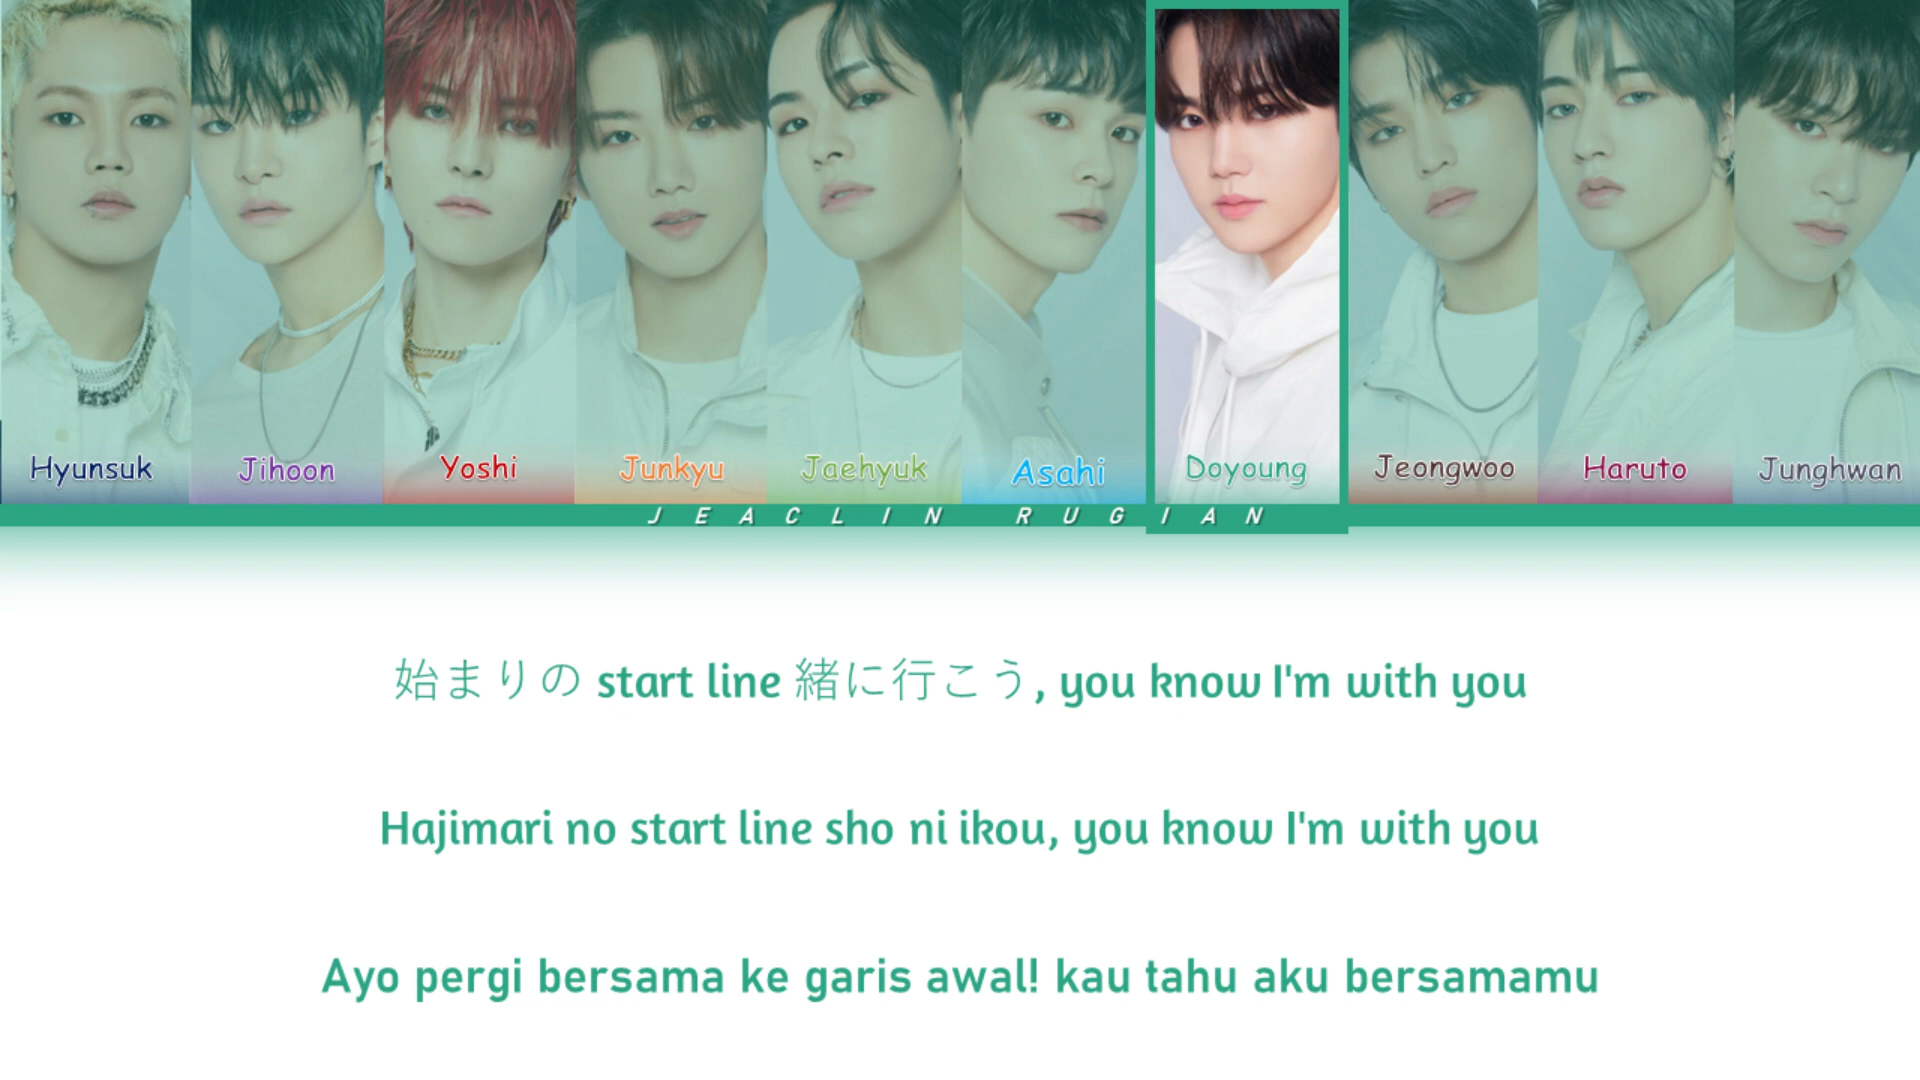 Hyunsuk Jihoon Yoshi Junkyu Jaehyuk Asahi Doyoung Jeongwoo Haruto Junghwan
JEACLIN RUGIAN
始まりの start line 緒に行こう, you know I'm with you
Hajimari no start line sho ni ikou, you know I'm with you
Ayo pergi bersama ke garis awal! kau tahu aku bersamamu